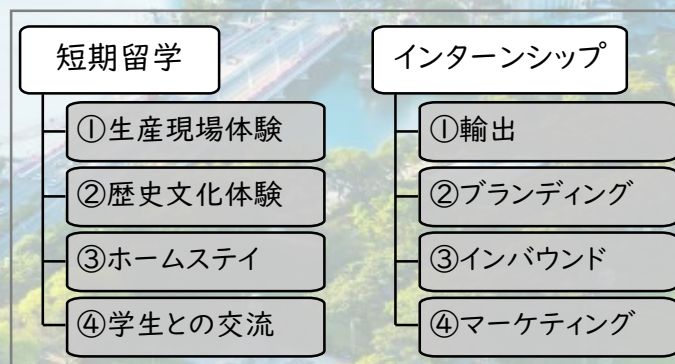 短期留学
①生産現場体験
②歴史文化体験
③ホームステイ
④学生との交流
インターンシップ
①輸出
②ブランディング
③インバウンド
④マーケティング